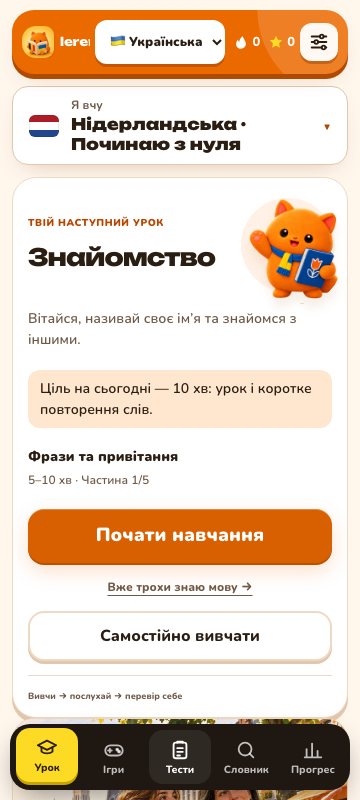 🇺🇦 Українська
0
0
Я вчу
Нідерландська ·
Починаю з нуля
ТВІЙ НАСТУПНИЙ УРОК
Знайомство
Вітайся, називай своє ім’я та знайомся з
іншими.
Ціль на сьогодні — 10 хв: урок і коротке
повторення слів.
Фрази та привітання
5–10 хв · Частина 1/5
Почати навчання
Вже трохи знаю мову →
Самостійно вивчати
Вивчи → послухай → перевір себе
Урок
Ігри
Тести
Словник
Прогрес